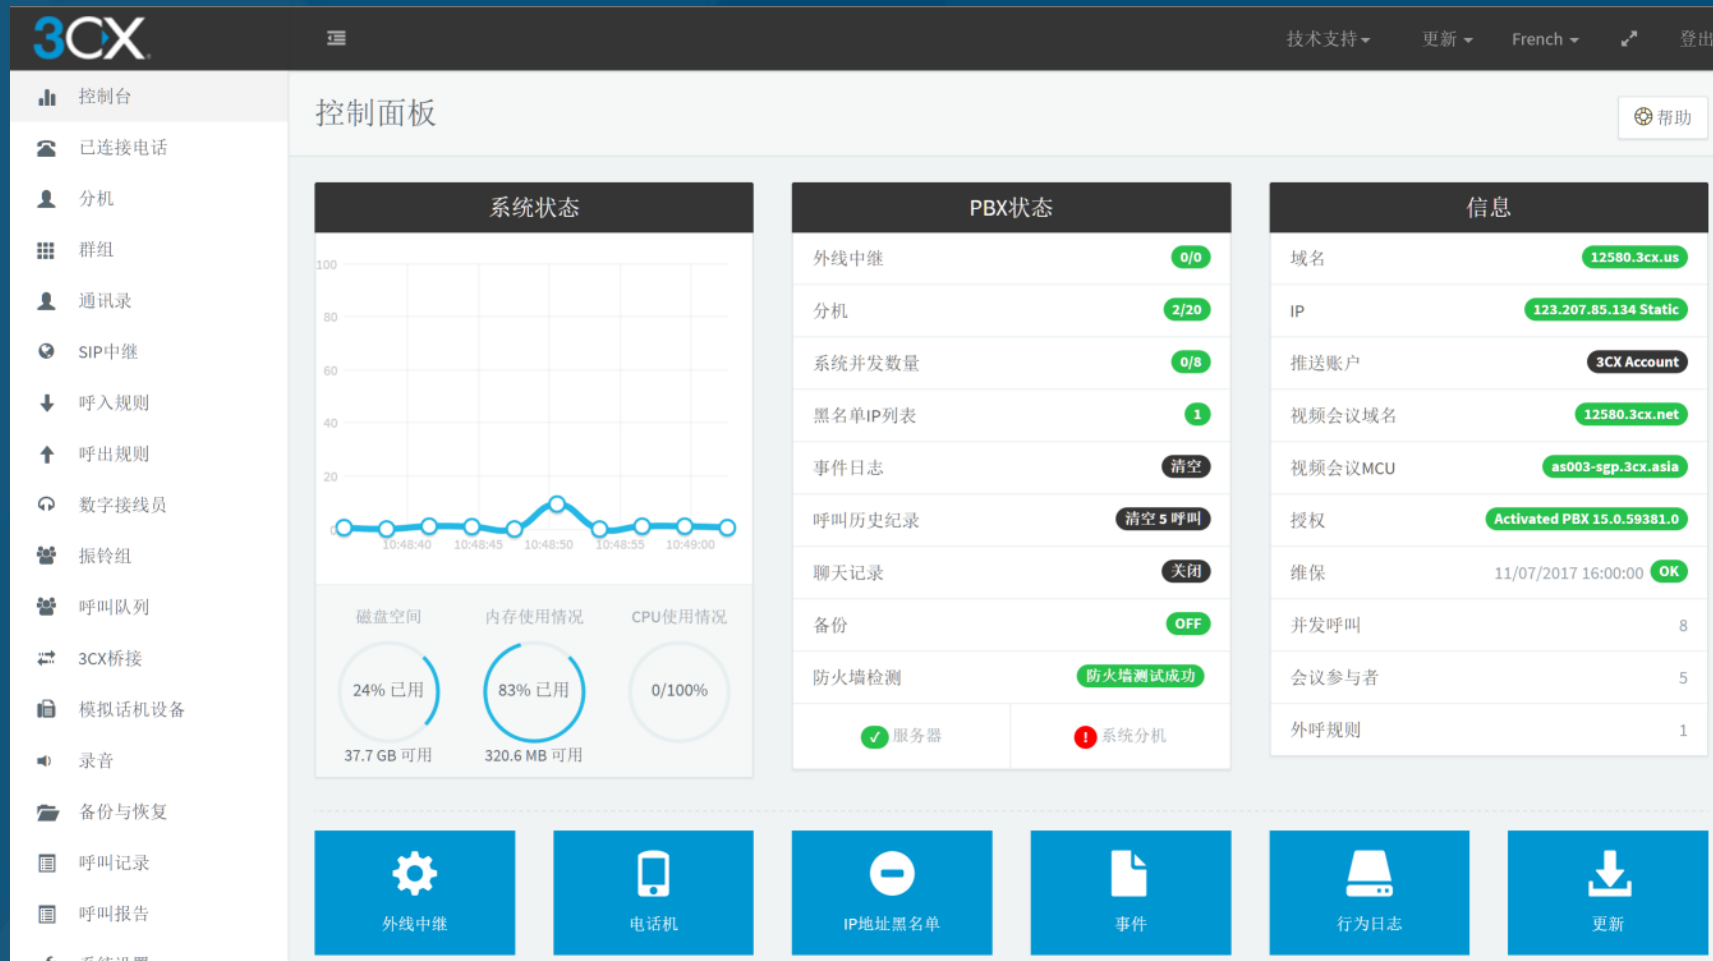 3CX
技术支持
更新
French
登出
控制台
已连接电话
分机
群组
通讯录
SIP中继
呼入规则
呼出规则
数字接线员
振铃组
呼叫队列
3CX桥接
模拟话机设备
录音
备份与恢复
呼叫记录
呼叫报告
系统设置
控制面板
帮助
系统状态
100
80
60
40
20
0
10:48:40 10:48:45 10:48:50 10:48:55 10:49:00
磁盘空间 内存使用情况 CPU使用情况
24% 已用 83% 已用 0/100%
37.7 GB 可用 320.6 MB 可用
PBX状态
外线中继 0/0
分机 2/20
系统并发数量 0/8
黑名单IP列表 1
事件日志 清空
呼叫历史纪录 清空 5 呼叫
聊天记录 关闭
备份 OFF
防火墙检测 防火墙测试成功
服务器 系统分机
信息
域名 12580.3cx.us
IP 123.207.85.134 Static
推送账户 3CX Account
视频会议域名 12580.3cx.net
视频会议MCU as003-sgp.3cx.asia
授权 Activated PBX 15.0.59381.0
维保 11/07/2017 16:00:00 OK
并发呼叫 8
会议参与者 5
外呼规则 1
外线中继
电话机
IP地址黑名单
事件
行为日志
更新